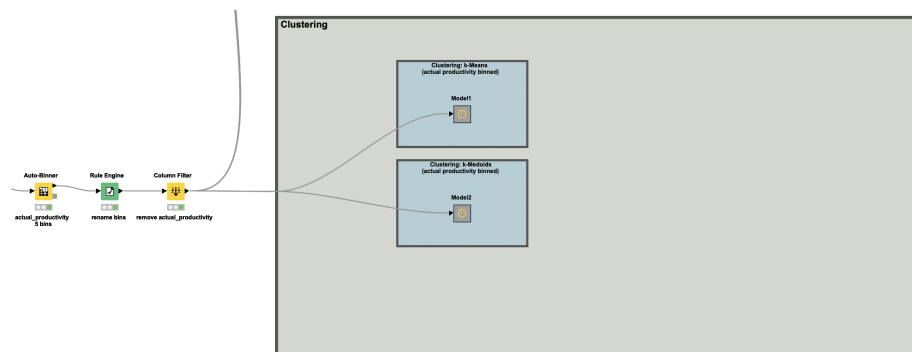 Clustering
Clustering: k-Means
(actual productivity binned)
Model1
Clustering: k-Medoids
(actual productivity binned)
Model2
Auto-Binner
Rule Engine
Column Filter
actual_productivity
5 bins
rename bins
remove actual_productivity